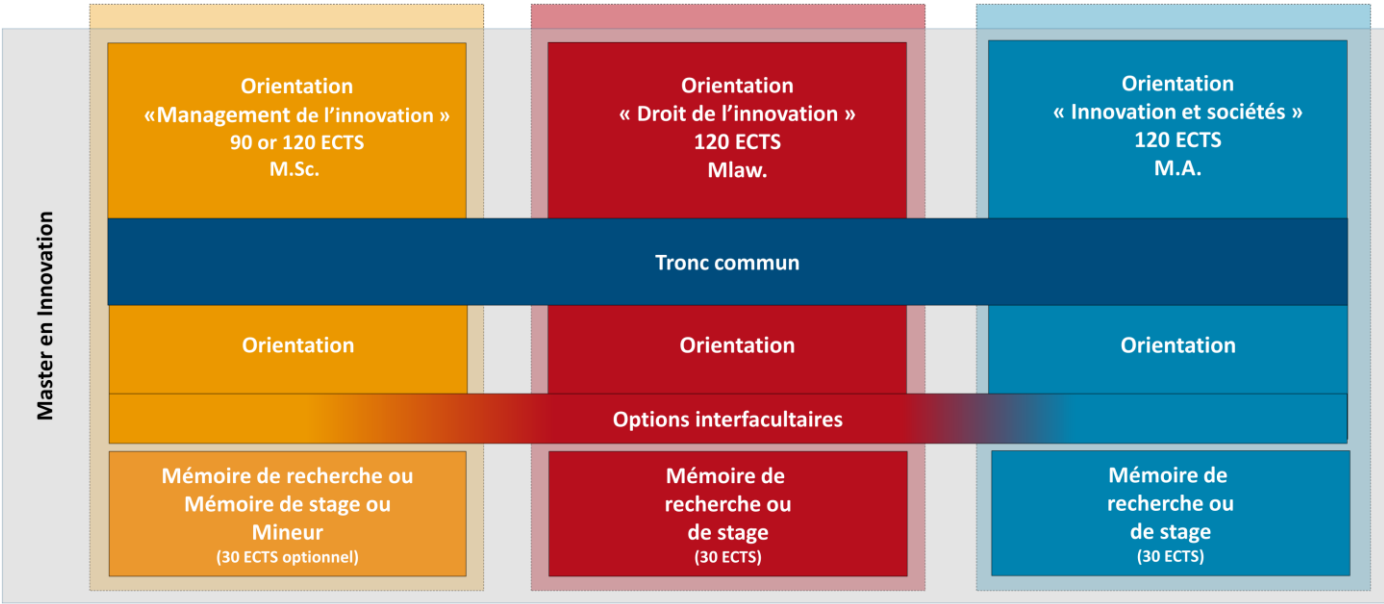 Master en Innovation
Orientation
«Management de l’innovation »
90 or 120 ECTS
M.Sc.
Orientation
« Droit de l’innovation »
120 ECTS
Mlaw.
Orientation
« Innovation et sociétés »
120 ECTS
M.A.
Tronc commun
Orientation
Orientation
Orientation
Options interfacultaires
Mémoire de recherche ou
Mémoire de stage ou
Mineur
(30 ECTS optionnel)
Mémoire de
recherche ou
de stage
(30 ECTS)
Mémoire de
recherche ou
de stage
(30 ECTS)